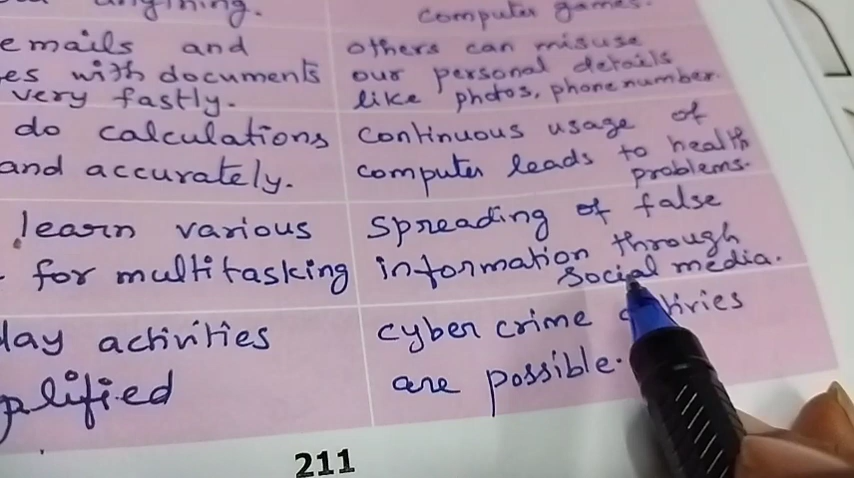 computer games.
emails and
es with documents
very fastly.
others can misuse
our personal details
like photos, phone number.
do calculations
and accurately.
continuous usage of
computer leads to health
problems.
learn various
for multitasking
spreading of false
information through
social media.
day activities
plified
cyber crime
are possible.
211